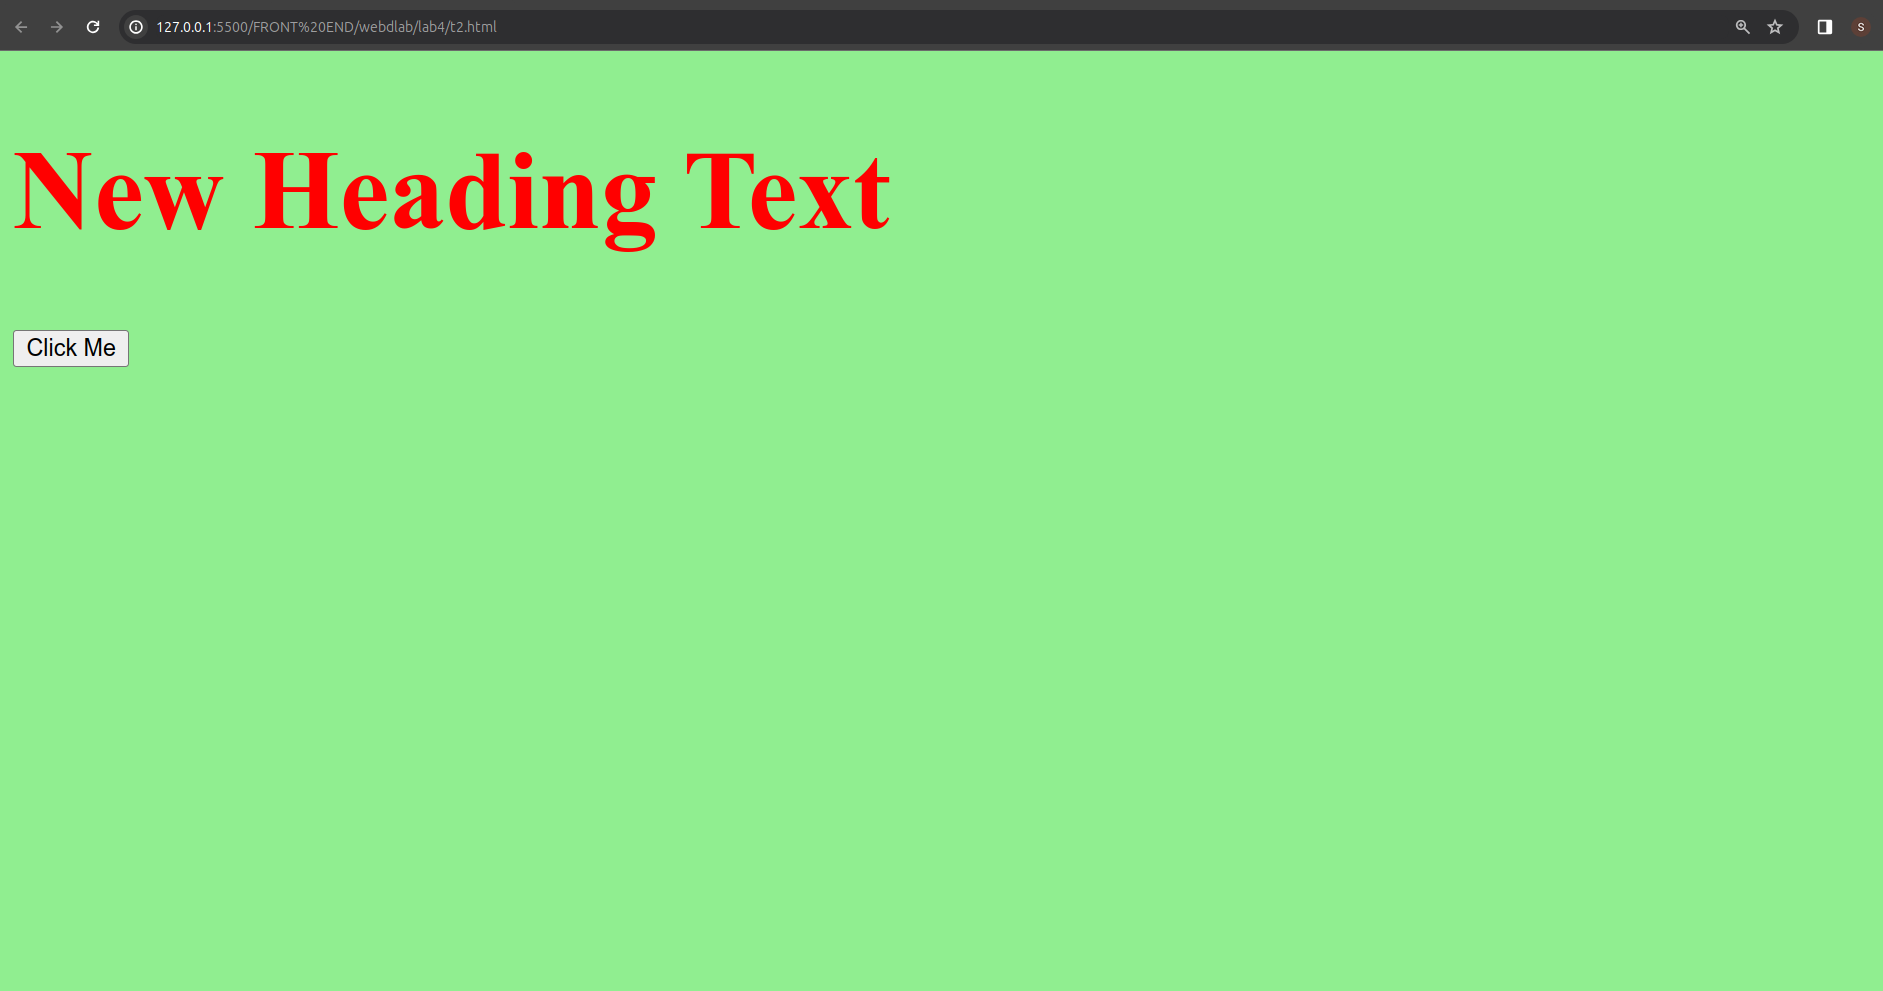 127.0.0.1:5500/FRONT%20END/webdlab/lab4/t2.html
S
New Heading Text
Click Me